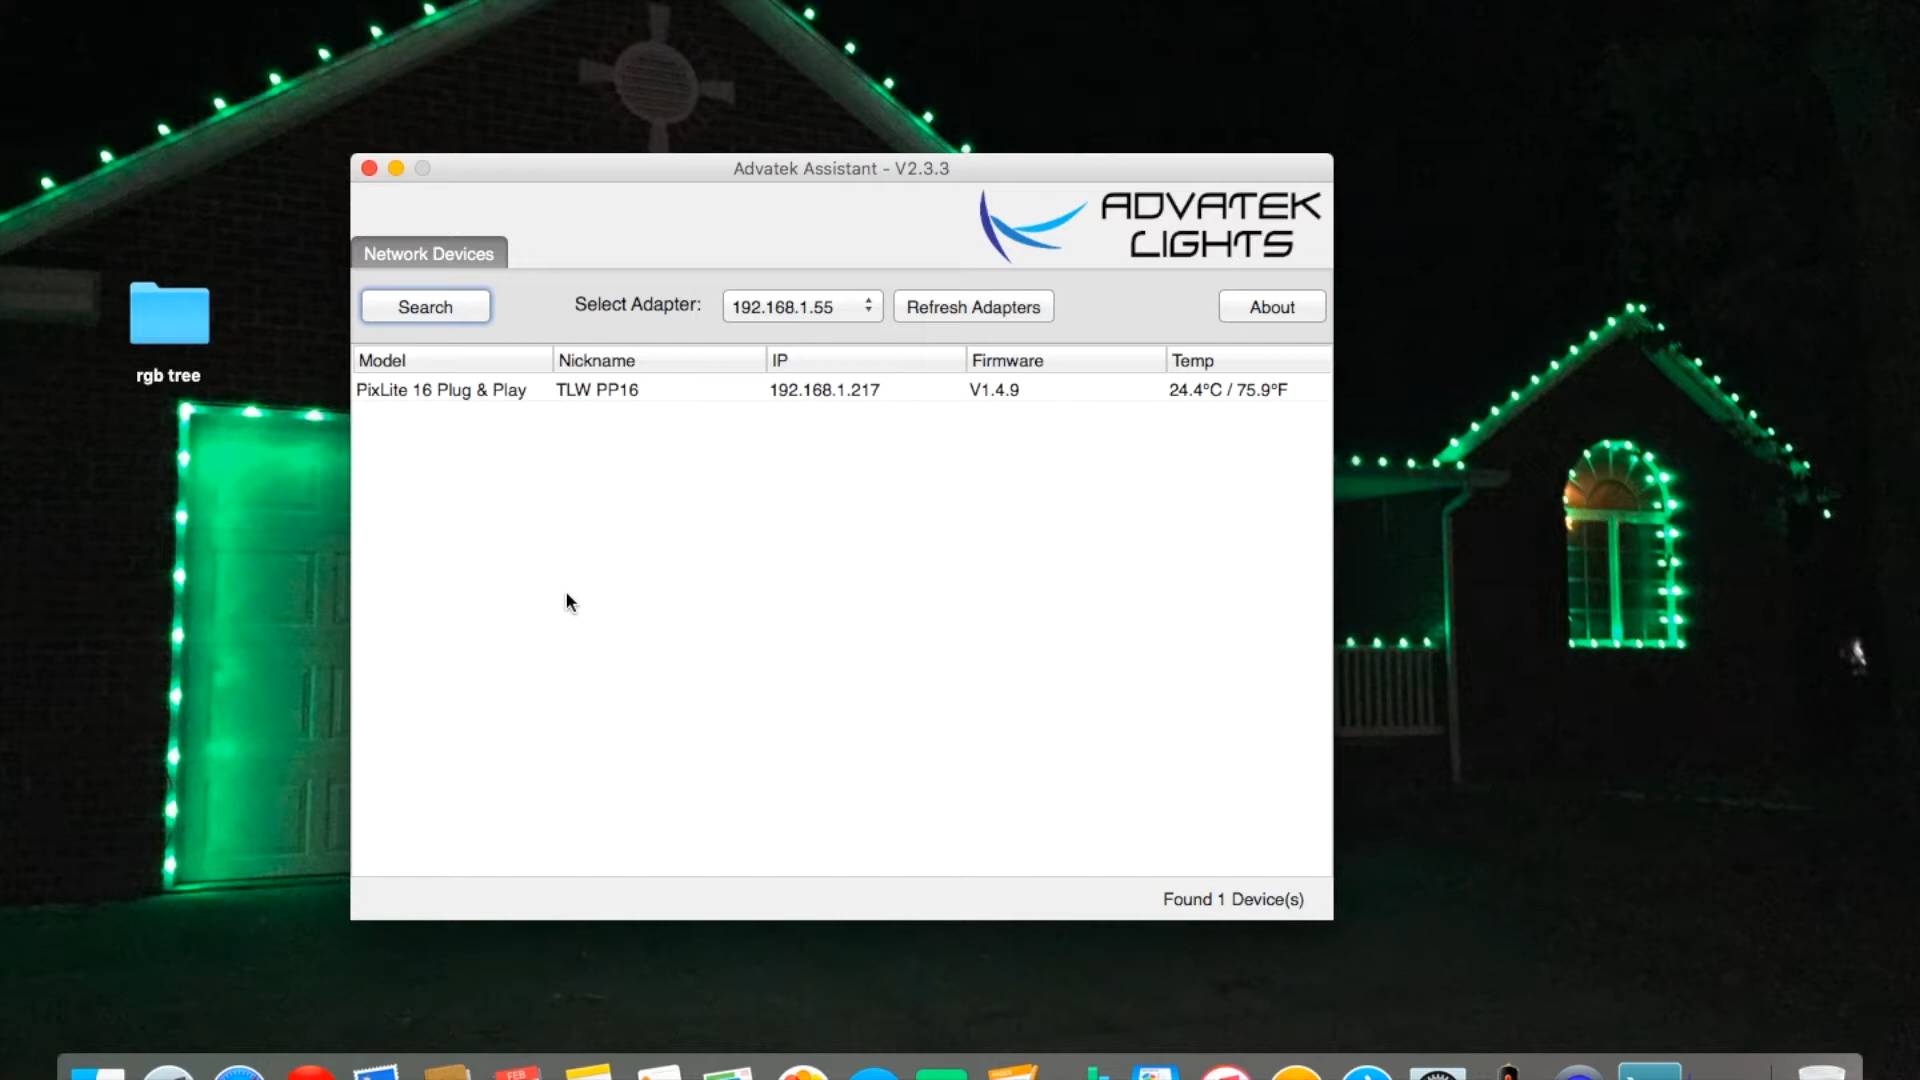 Advatek Assistant - V2.3.3
ADVATEK
LIGHTS
Network Devices
Search
Select Adapter:
192.168.1.55
Refresh Adapters
About
Model
Nickname
IP
Firmware
Temp
PixLite 16 Plug & Play
TLW PP16
192.168.1.217
V1.4.9
24.4°C / 75.9°F
rgb tree
Found 1 Device(s)
FEB
PAGES